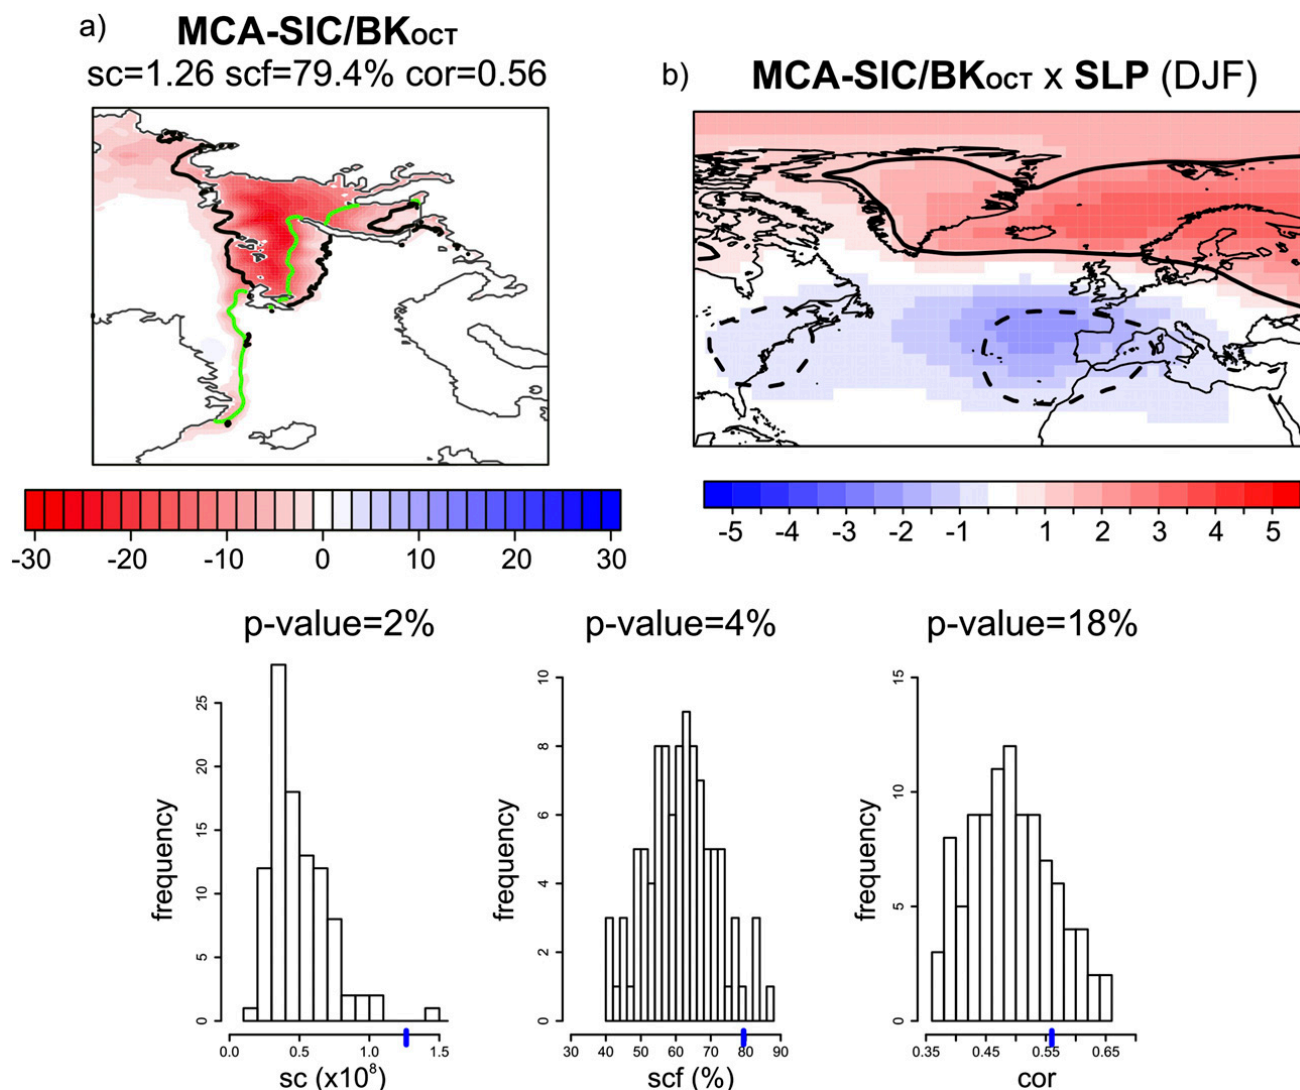 a)
MCA-SIC/BKOCT
sc=1.26 scf=79.4% cor=0.56
b)
MCA-SIC/BKOCT x SLP (DJF)
-30 -20 -10 0 10 20 30
-5 -4 -3 -2 -1 1 2 3 4 5
p-value=2%
frequency
25
20
15
10
5
0
0.0 0.5 1.0 1.5
sc (x10⁸)
p-value=4%
frequency
10
8
6
4
2
0
30 40 50 60 70 80 90
scf (%)
p-value=18%
frequency
15
10
5
0
0.35 0.45 0.55 0.65
cor